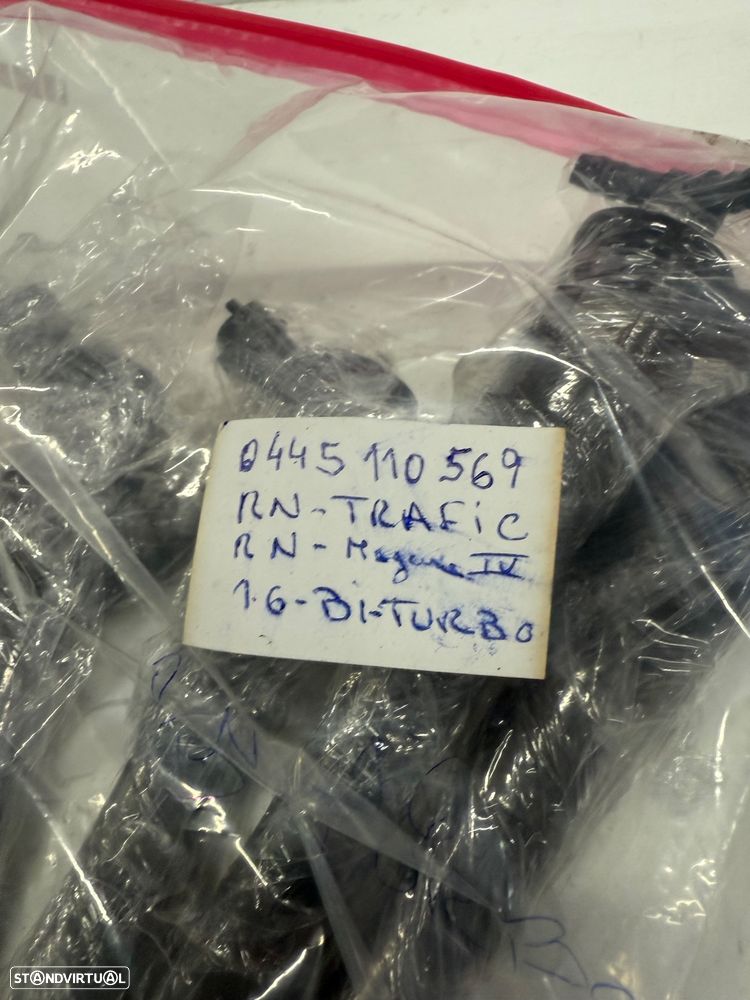 0445 110 569
RN-TRAFiC
RN-Megane IV
1.6-Bi-TURBO
STANDVIRTUAL